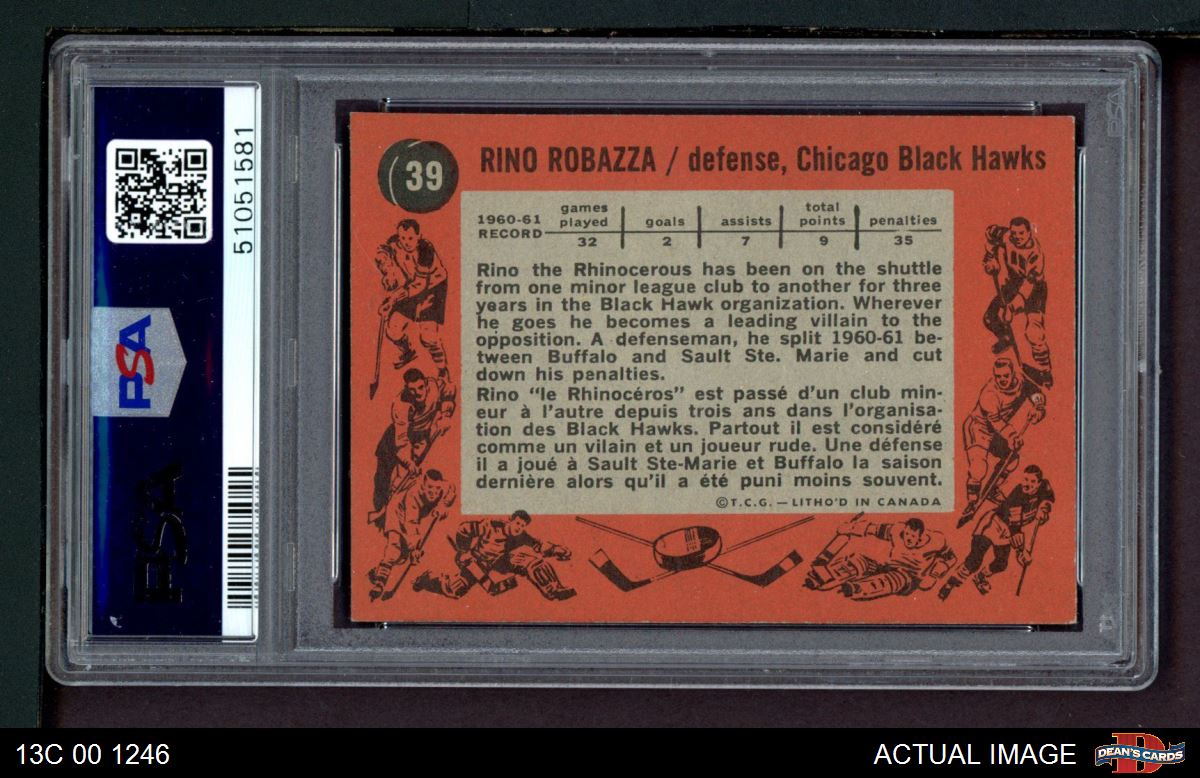 51051581
PSA
PSA
39
RINO ROBAZZA / defense, Chicago Black Hawks
1960-61 RECORD
games played goals assists total points penalties
32 2 7 9 35
Rino the Rhinocerous has been on the shuttle
from one minor league club to another for three
years in the Black Hawk organization. Wherever
he goes he becomes a leading villain to the
opposition. A defenseman, he split 1960-61 be-
tween Buffalo and Sault Ste. Marie and cut
down his penalties.
Rino "le Rhinocéros" est passé d'un club min-
eur à l'autre depuis trois ans dans l'organisa-
tion des Black Hawks. Partout il est considéré
comme un vilain et un joueur rude. Une défense
il a joué à Sault Ste-Marie et Buffalo la saison
dernière alors qu'il a été puni moins souvent.
©T.C.G. — LITHO'D IN CANADA
13C 00 1246
ACTUAL IMAGE
DEAN'S CARDS